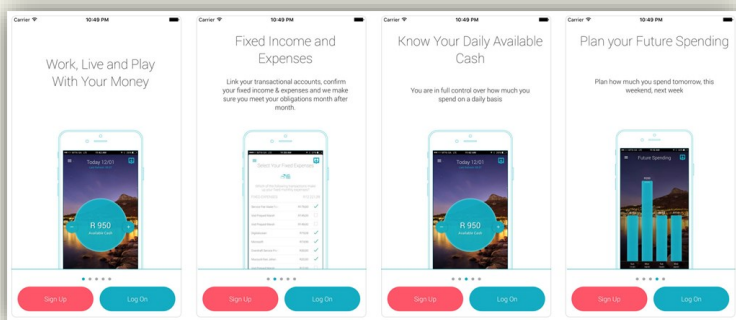 Carrier
10:49 PM
Work, Live and Play
With Your Money
Today 12/01
R 950
Available Cash
Sign Up
Log On
Carrier
10:49 PM
Fixed Income and
Expenses
Link your transactional accounts, confirm
your fixed income & expenses and we make
sure you meet your obligations month after
month.
Select Your Fixed Expenses
Sign Up
Log On
Carrier
10:49 PM
Know Your Daily Available
Cash
You are in full control over how much you
spend on a daily basis
Today 12/01
R 950
Available Cash
Sign Up
Log On
Carrier
10:49 PM
Plan your Future Spending
Plan how much you spend tomorrow, this
weekend, next week
Future Spending
Sign Up
Log On